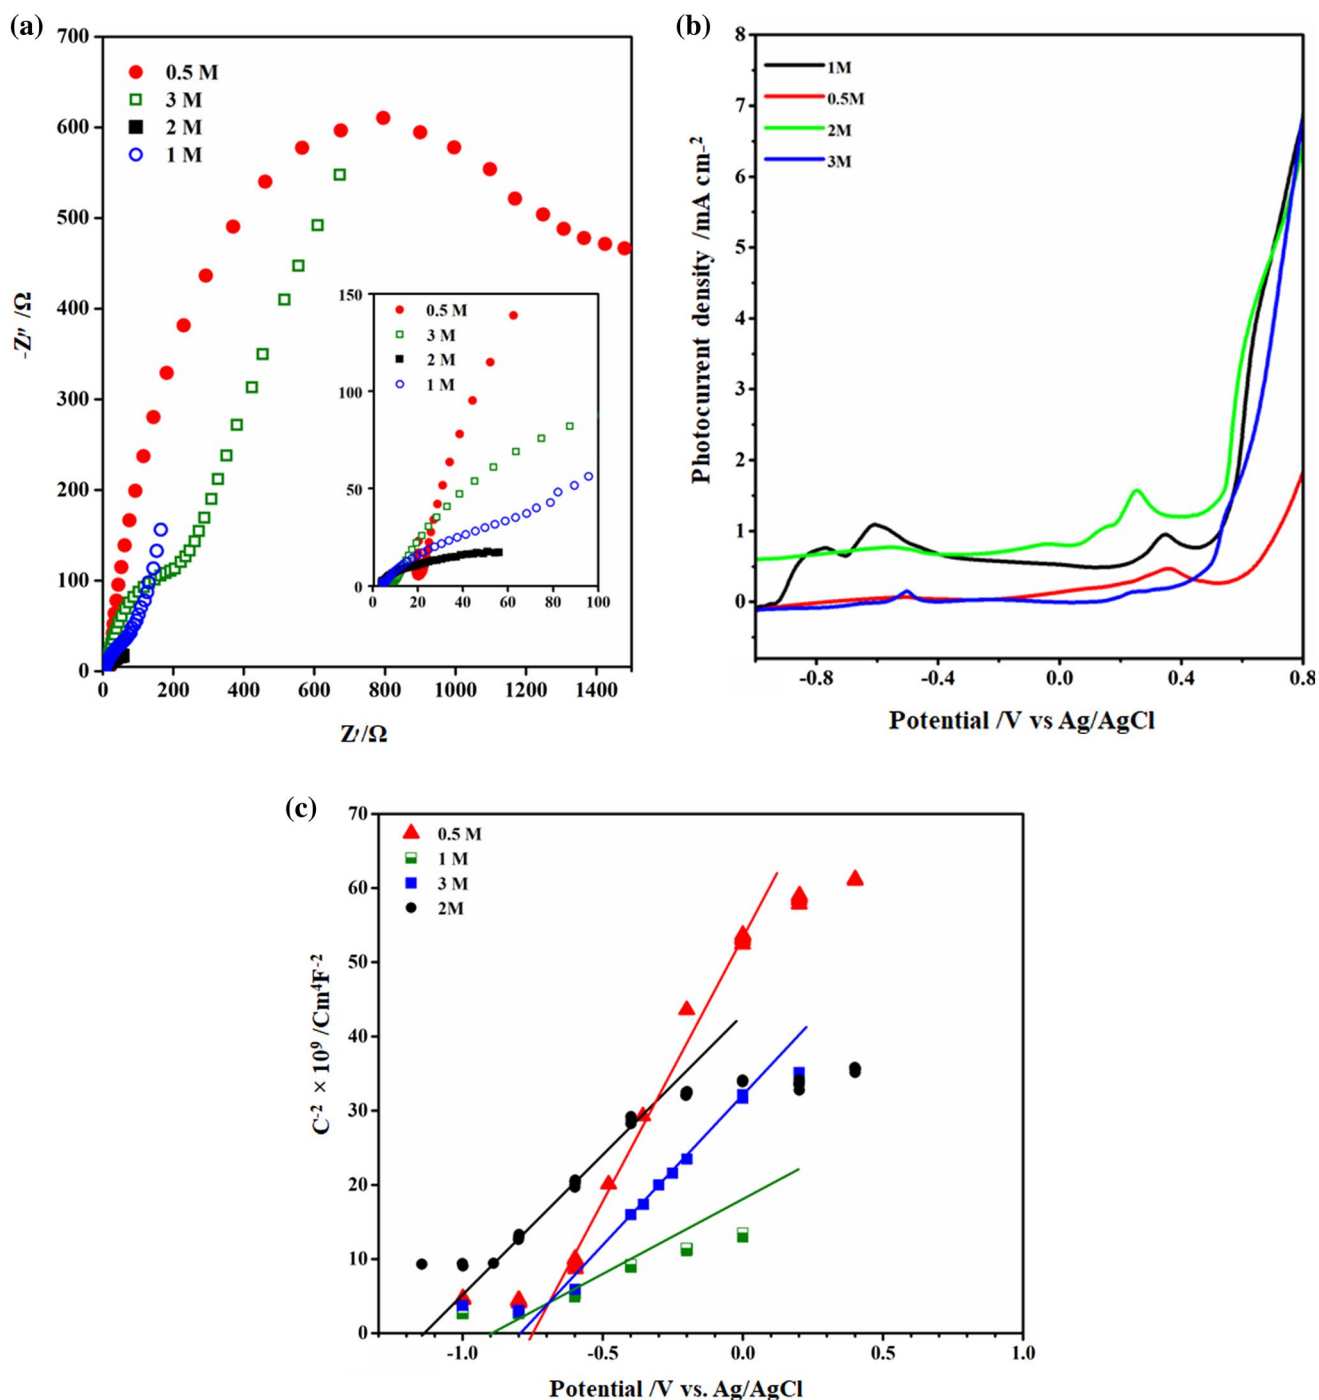 (a)
700
600
500
400
300
200
100
0
-Z″ /Ω
0.5 M
3 M
2 M
1 M
150
100
50
0
0.5 M
3 M
2 M
1 M
0 20 40 60 80 100
0 200 400 600 800 1000 1200 1400
Z′/Ω
(b)
8
7
6
5
4
3
2
1
0
Photocurrent density /mA cm-2
1M
0.5M
2M
3M
-0.8 -0.4 0.0 0.4 0.8
Potential /V vs Ag/AgCl
(c)
70
60
50
40
30
20
10
0
C-2 × 109 /Cm4F-2
0.5 M
1 M
3 M
2M
-1.0 -0.5 0.0 0.5 1.0
Potential /V vs. Ag/AgCl